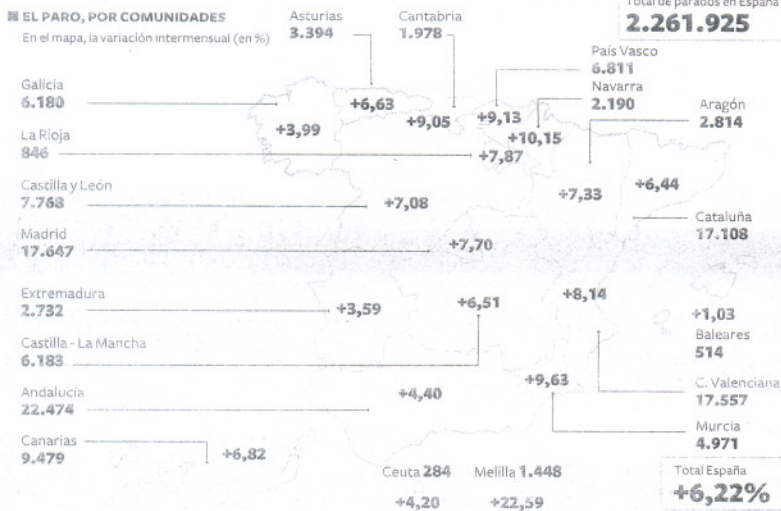 EL PARO, POR COMUNIDADES
En el mapa, la variación intermensual (en %)
Total de parados en España
2.261.925
Asturias
3.394
Cantabria
1.978
País Vasco
6.811
Navarra
2.190
Aragón
2.814
Galicia
6.180
La Rioja
846
Castilla y León
7.768
Madrid
17.647
Extremadura
2.732
Castilla - La Mancha
6.183
Andalucía
22.474
Canarias
9.479
+6,63
+3,99
+9,05
+9,13
+10,15
+7,87
+7,33
+6,44
+7,08
+7,70
Cataluña
17.108
+3,59
+6,51
+8,14
+1,03
Baleares
514
+4,40
+9,63
C. Valenciana
17.557
Murcia
4.971
+6,82
Ceuta 284
+4,20
Melilla 1.448
+22,59
Total España
+6,22%